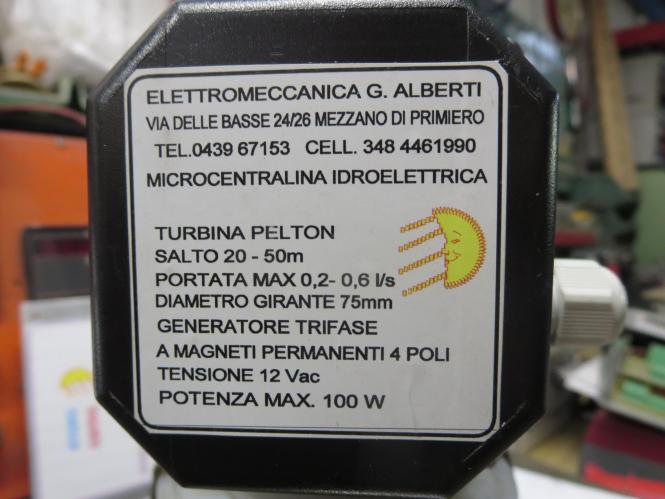 ELETTROMECCANICA G. ALBERTI
VIA DELLE BASSE 24/26 MEZZANO DI PRIMIERO
TEL.0439 67153 CELL. 348 4461990
MICROCENTRALINA IDROELETTRICA
TURBINA PELTON
SALTO 20 - 50m
PORTATA MAX 0,2- 0,6 l/s
DIAMETRO GIRANTE 75mm
GENERATORE TRIFASE
A MAGNETI PERMANENTI 4 POLI
TENSIONE 12 Vac
POTENZA MAX. 100 W